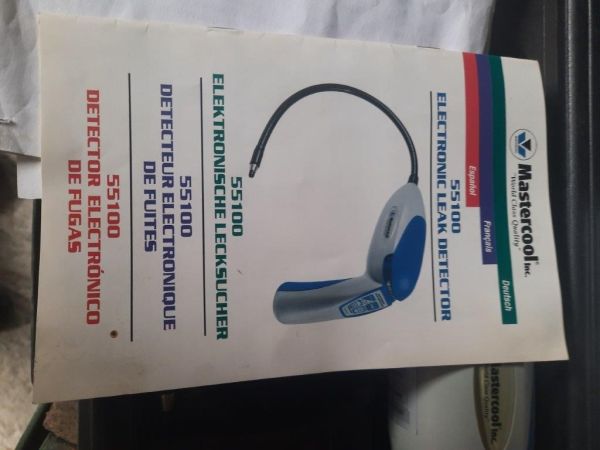 Mastercool® Inc.
"World Class Quality"
Deutsch
Français
Español
55100
ELECTRONIC LEAK DETECTOR
55100
ELEKTRONISCHE LECKSUCHER
55100
DETECTEUR ELECTRONIQUE
DE FUITES
55100
DETECTOR ELECTRÓNICO
DE FUGAS
Mastercool Inc.